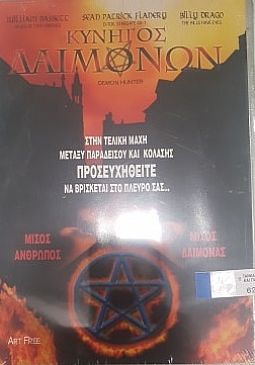 WILLIAM BASSETT SEAN PATRICK FLANERY BILLY DRAGO
ΚΥΝΗΓΟΣ
ΔΑΙΜΟΝΩΝ
DEMON HUNTER
ΣΤΗΝ ΤΕΛΙΚΗ ΜΑΧΗ
ΜΕΤΑΞΥ ΠΑΡΑΔΕΙΣΟΥ ΚΑΙ ΚΟΛΑΣΗΣ
ΠΡΟΣΕΥΧΗΘΕΙΤΕ
ΝΑ ΒΡΙΣΚΕΤΑΙ ΣΤΟ ΠΛΕΥΡΟ ΣΑΣ...
ΜΙΣΟΣ ΜΙΣΟΣ
ΑΝΘΡΩΠΟΣ ΔΑΙΜΟΝΑΣ
ART FREE